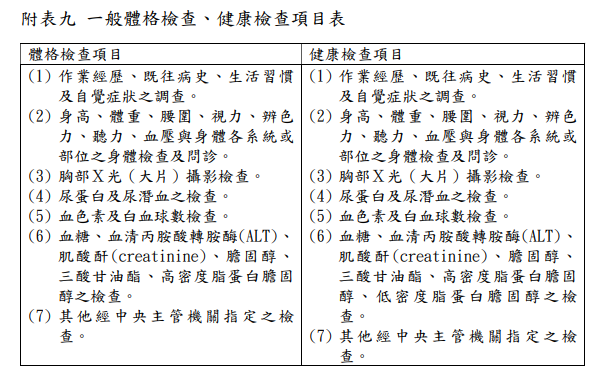 附表九 一般體格檢查、健康檢查項目表
體格檢查項目
(1) 作業經歷、既往病史、生活習慣
及自覺症狀之調查。
(2) 身高、體重、腰圍、視力、辨色
力、聽力、血壓與身體各系統或
部位之身體檢查及問診。
(3) 胸部X光（大片）攝影檢查。
(4) 尿蛋白及尿潛血之檢查。
(5) 血色素及白血球數檢查。
(6) 血糖、血清丙胺酸轉胺酶(ALT)、
肌酸酐(creatinine)、膽固醇、
三酸甘油酯、高密度脂蛋白膽固
醇之檢查。
(7) 其他經中央主管機關指定之檢
查。
健康檢查項目
(1) 作業經歷、既往病史、生活習慣
及自覺症狀之調查。
(2) 身高、體重、腰圍、視力、辨色
力、聽力、血壓與身體各系統或
部位之身體檢查及問診。
(3) 胸部X光（大片）攝影檢查。
(4) 尿蛋白及尿潛血之檢查。
(5) 血色素及白血球數檢查。
(6) 血糖、血清丙胺酸轉胺酶(ALT)、
肌酸酐(creatinine)、膽固醇、
三酸甘油酯、高密度脂蛋白膽固
醇、低密度脂蛋白膽固醇之檢
查。
(7) 其他經中央主管機關指定之檢
查。